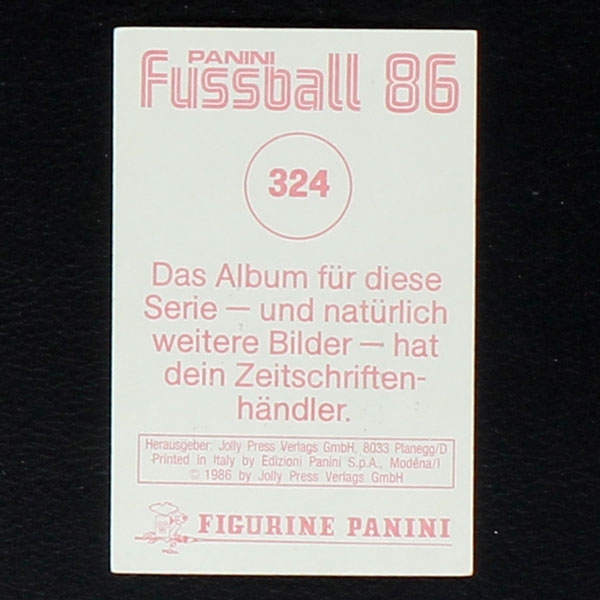 PANINI
Fussball 86
324
Das Album für diese
Serie — und natürlich
weitere Bilder — hat
dein Zeitschriften-
händler.
Herausgeber: Jolly Press Verlags GmbH, 8033 Planegg/D
Printed in Italy by Edizioni Panini S.p.A., Modena/I
© 1986 by Jolly Press Verlags GmbH
FIGURINE PANINI